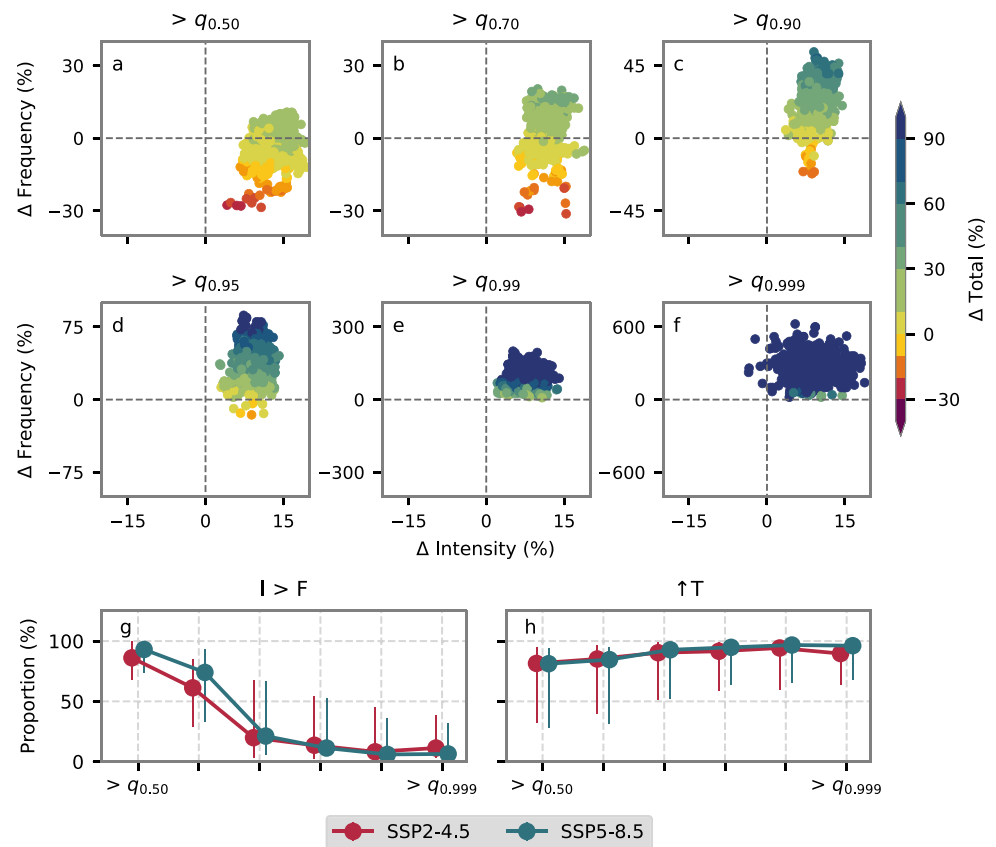 > q0.50
> q0.70
> q0.90
Δ Frequency (%)
30
0
−30
a
30
0
−30
b
45
0
−45
c
> q0.95
> q0.99
> q0.999
Δ Frequency (%)
75
0
−75
d
300
0
−300
e
600
0
−600
f
−15 0 15
−15 0 15
−15 0 15
Δ Intensity (%)
90
60
30
0
−30
Δ Total (%)
I > F
↑T
Proportion (%)
100
50
0
g
h
> q0.50
> q0.999
> q0.50
> q0.999
SSP2-4.5
SSP5-8.5